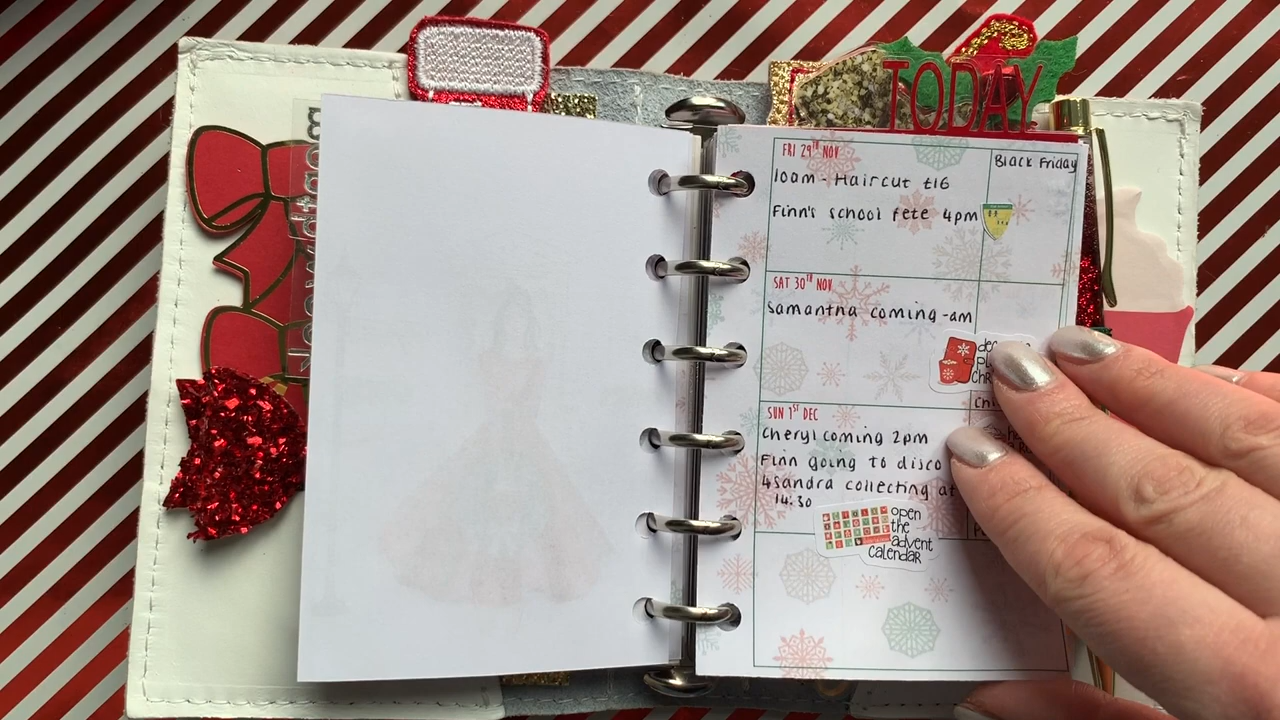 TODAY
FRI 29TH NOV
Black Friday
10am - Haircut £16
Finn's school fete 4pm
SAT 30TH NOV
Samantha coming -am
SUN 1ST DEC
Cheryl coming 2pm
Finn going to disco
&Sandra collecting at
14:30
open
the
advent
calendar